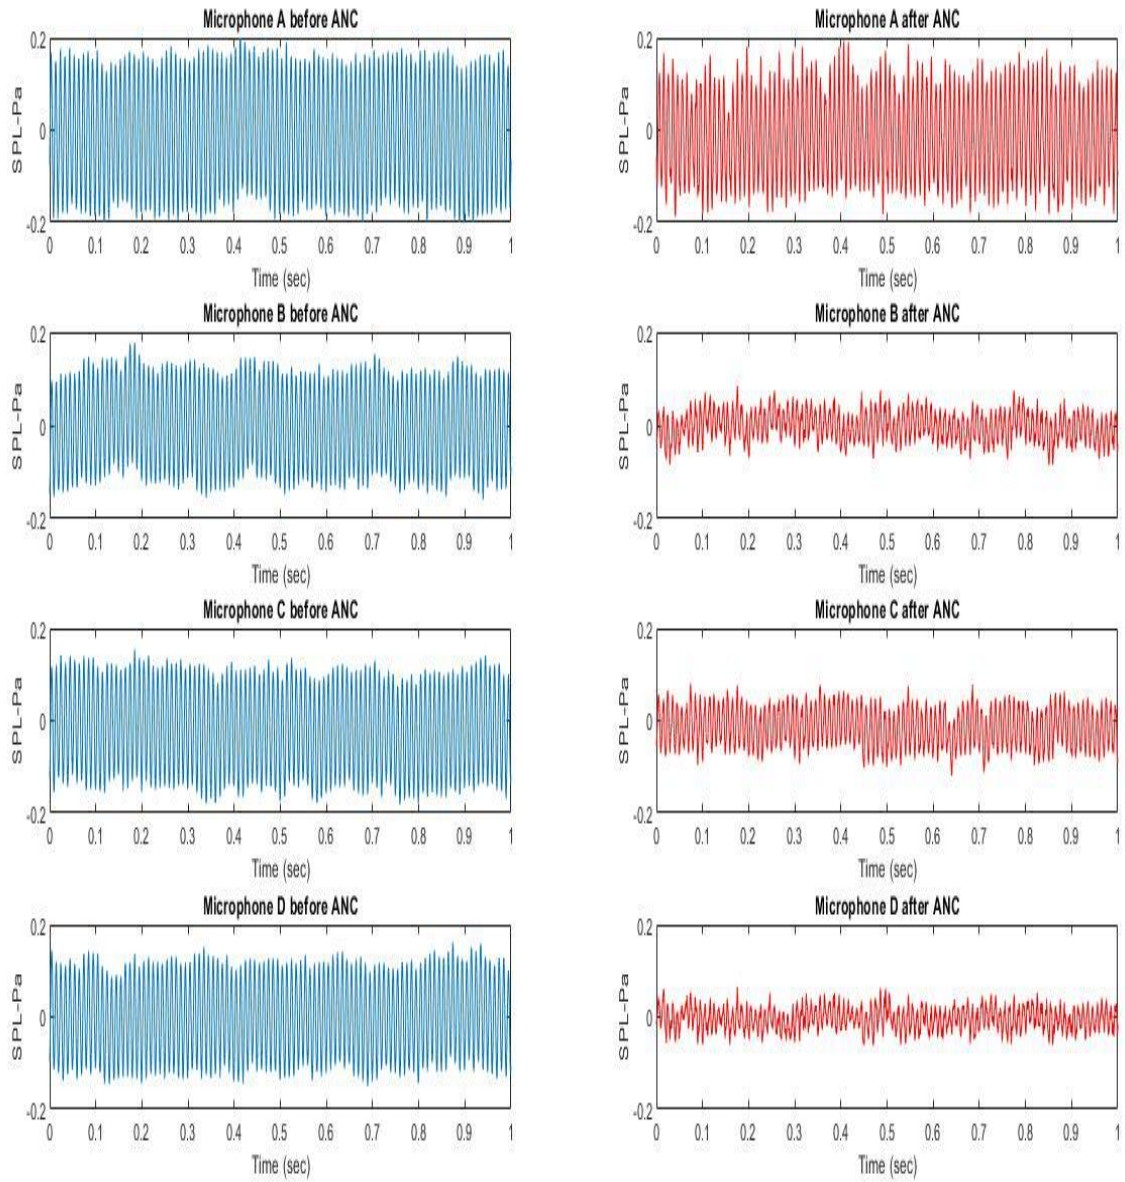 Microphone A before ANC
0.2
0
-0.2
SPL-Pa
0 0.1 0.2 0.3 0.4 0.5 0.6 0.7 0.8 0.9 1
Time (sec)
Microphone A after ANC
0.2
0
-0.2
SPL-Pa
0 0.1 0.2 0.3 0.4 0.5 0.6 0.7 0.8 0.9 1
Time (sec)
Microphone B before ANC
0.2
0
-0.2
SPL-Pa
0 0.1 0.2 0.3 0.4 0.5 0.6 0.7 0.8 0.9 1
Time (sec)
Microphone B after ANC
0.2
0
-0.2
SPL-Pa
0 0.1 0.2 0.3 0.4 0.5 0.6 0.7 0.8 0.9 1
Time (sec)
Microphone C before ANC
0.2
0
-0.2
SPL-Pa
0 0.1 0.2 0.3 0.4 0.5 0.6 0.7 0.8 0.9 1
Time (sec)
Microphone C after ANC
0.2
0
-0.2
SPL-Pa
0 0.1 0.2 0.3 0.4 0.5 0.6 0.7 0.8 0.9 1
Time (sec)
Microphone D before ANC
0.2
0
-0.2
SPL-Pa
0 0.1 0.2 0.3 0.4 0.5 0.6 0.7 0.8 0.9 1
Time (sec)
Microphone D after ANC
0.2
0
-0.2
SPL-Pa
0 0.1 0.2 0.3 0.4 0.5 0.6 0.7 0.8 0.9 1
Time (sec)